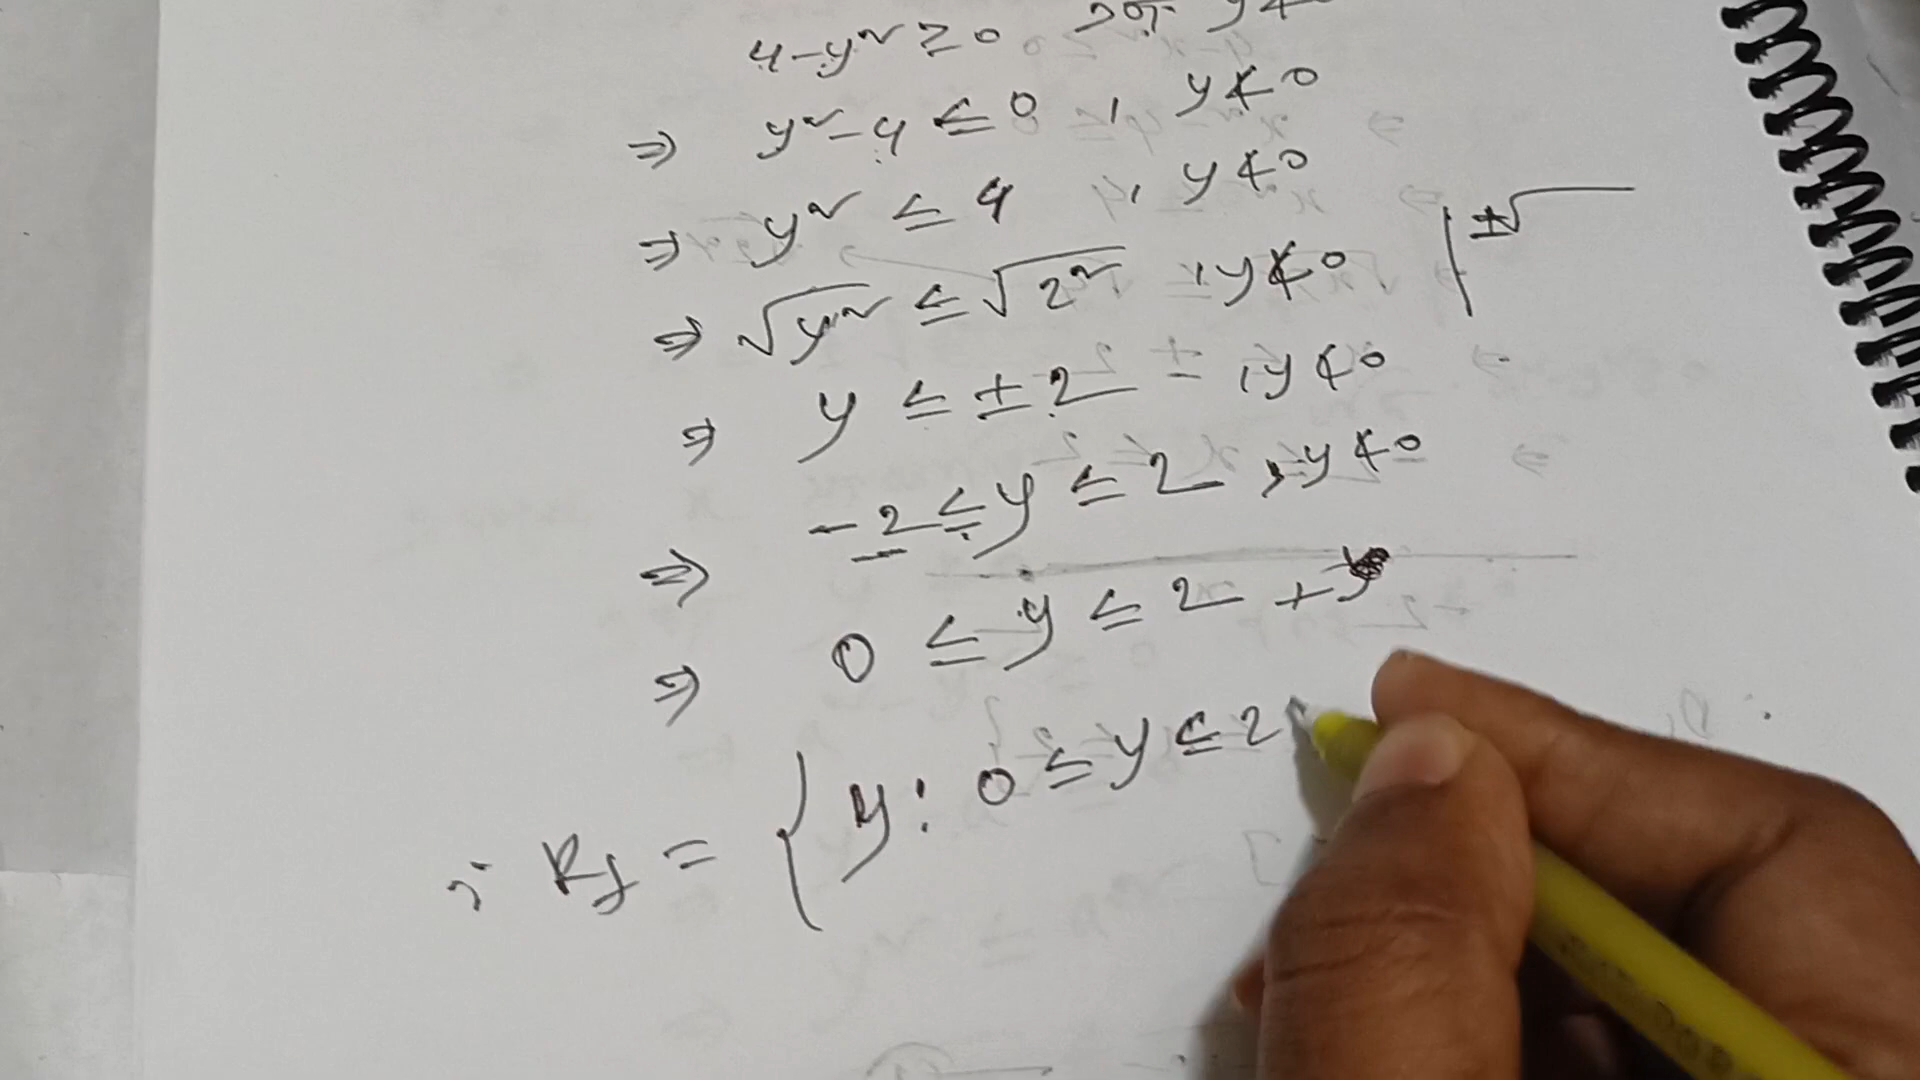 4-y² ≥ 0
⇒ y²-4 ≤ 0 , y≮0
⇒ y² ≤ 4 , y≮0
⇒ √y² ≤ √2² , y≮0 | ±√
⇒ y ≤ ±2 , y≮0
⇒ -2 ≤ y ≤ 2 , y≮0
⇒ 0 ≤ y ≤ 2
∴ R_f = { y : 0 ≤ y ≤ 2